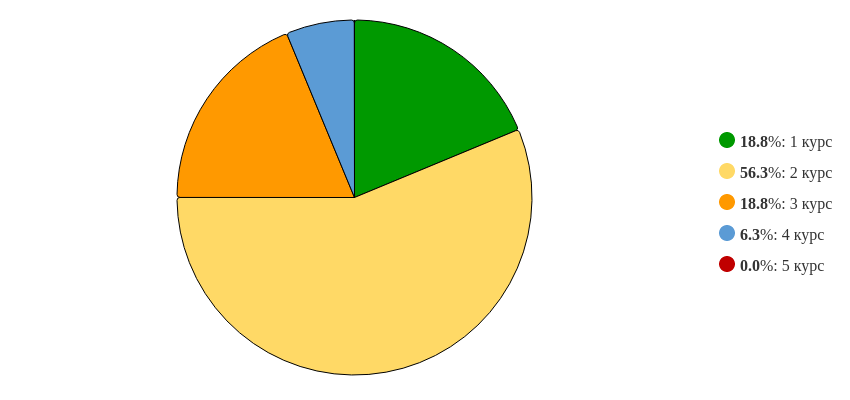 18.8%: 1 курс
56.3%: 2 курс
18.8%: 3 курс
6.3%: 4 курс
0.0%: 5 курс